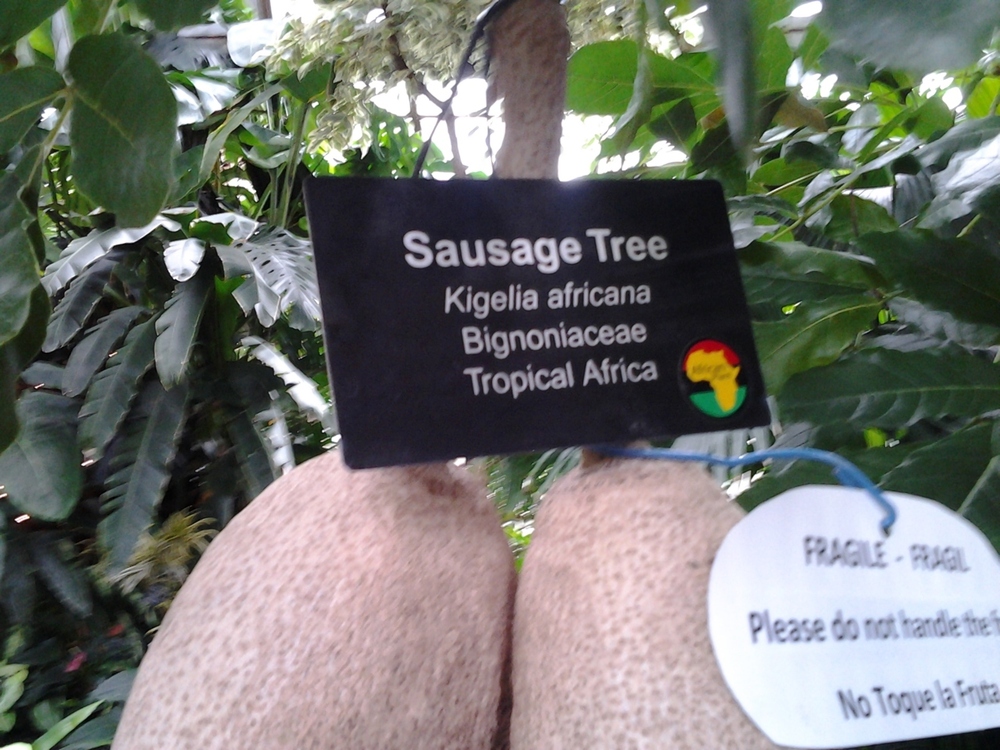 Sausage Tree
Kigelia africana
Bignoniaceae
Tropical Africa
FRAGILE - FRAGIL
Please do not handle the
No Toque la Fruta